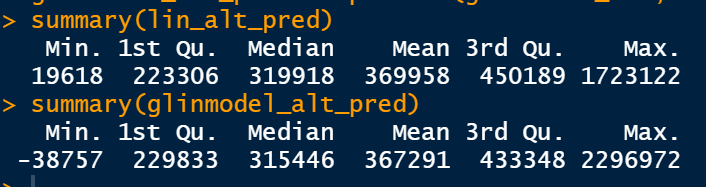 > summary(lin_alt_pred)
Min. 1st Qu. Median Mean 3rd Qu. Max.
19618 223306 319918 369958 450189 1723122
> summary(glinmodel_alt_pred)
Min. 1st Qu. Median Mean 3rd Qu. Max.
-38757 229833 315446 367291 433348 2296972
>